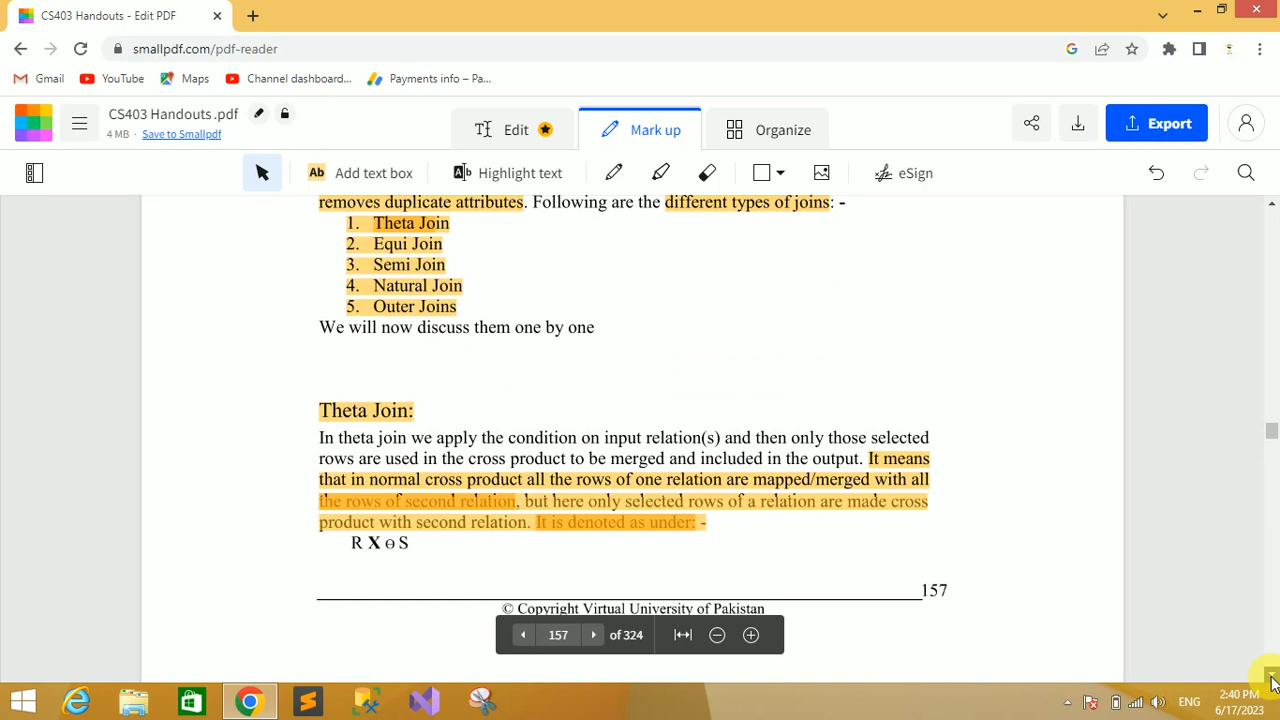 CS403 Handouts - Edit PDF
smallpdf.com/pdf-reader
Gmail YouTube Maps Channel dashboard... Payments info – Pa...
CS403 Handouts .pdf
4 MB · Save to Smallpdf
Edit Mark up Organize
Export
Ab Add text box Highlight text eSign
removes duplicate attributes. Following are the different types of joins: -
1. Theta Join
2. Equi Join
3. Semi Join
4. Natural Join
5. Outer Joins
We will now discuss them one by one
Theta Join:
In theta join we apply the condition on input relation(s) and then only those selected
rows are used in the cross product to be merged and included in the output. It means
that in normal cross product all the rows of one relation are mapped/merged with all
the rows of second relation, but here only selected rows of a relation are made cross
product with second relation. It is denoted as under: -
R X ө S
157
© Copyright Virtual University of Pakistan
157 of 324
ENG
2:40 PM
6/17/2023